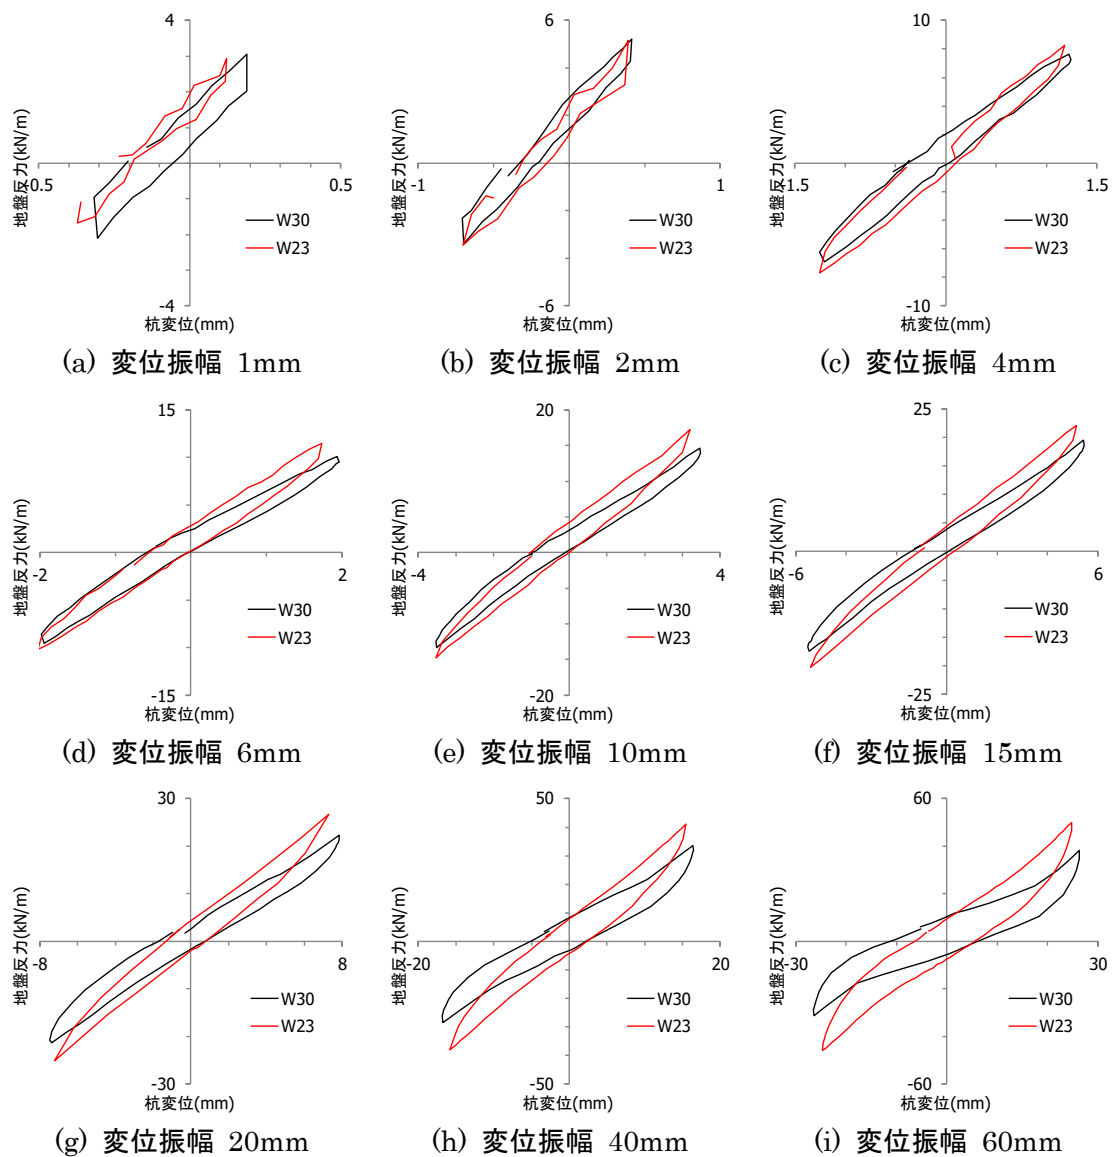 4
地盤反力(kN/m)
-0.5
0.5
W30
W23
-4
杭変位(mm)
(a) 変位振幅 1mm
6
地盤反力(kN/m)
-1
1
W30
W23
-6
杭変位(mm)
(b) 変位振幅 2mm
10
地盤反力(kN/m)
-1.5
1.5
W30
W23
-10
杭変位(mm)
(c) 変位振幅 4mm
15
地盤反力(kN/m)
-2
2
W30
W23
-15
杭変位(mm)
(d) 変位振幅 6mm
20
地盤反力(kN/m)
-4
4
W30
W23
-20
杭変位(mm)
(e) 変位振幅 10mm
25
地盤反力(kN/m)
-6
6
W30
W23
-25
杭変位(mm)
(f) 変位振幅 15mm
30
地盤反力(kN/m)
-8
8
W30
W23
-30
杭変位(mm)
(g) 変位振幅 20mm
50
地盤反力(kN/m)
-20
20
W30
W23
-50
杭変位(mm)
(h) 変位振幅 40mm
60
地盤反力(kN/m)
-30
30
W30
W23
-60
杭変位(mm)
(i) 変位振幅 60mm